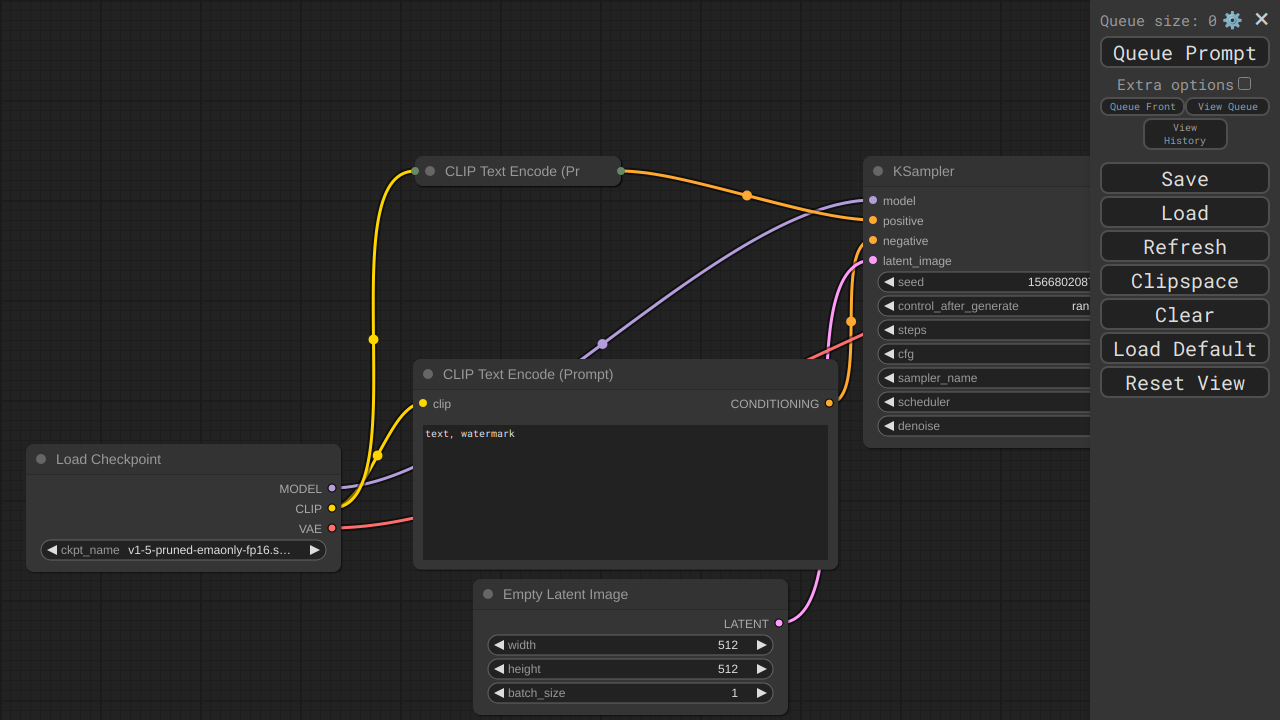 Queue size: 0
Queue Prompt
Extra options
Queue Front
View Queue
View
History
Save
Load
Refresh
Clipspace
Clear
Load Default
Reset View
CLIP Text Encode (Pr
KSampler
model
positive
negative
latent_image
seed 1566802087
control_after_generate ran
steps
cfg
sampler_name
scheduler
denoise
CLIP Text Encode (Prompt)
clip CONDITIONING
text, watermark
Load Checkpoint
MODEL
CLIP
VAE
ckpt_name v1-5-pruned-emaonly-fp16.s…
Empty Latent Image
LATENT
width 512
height 512
batch_size 1